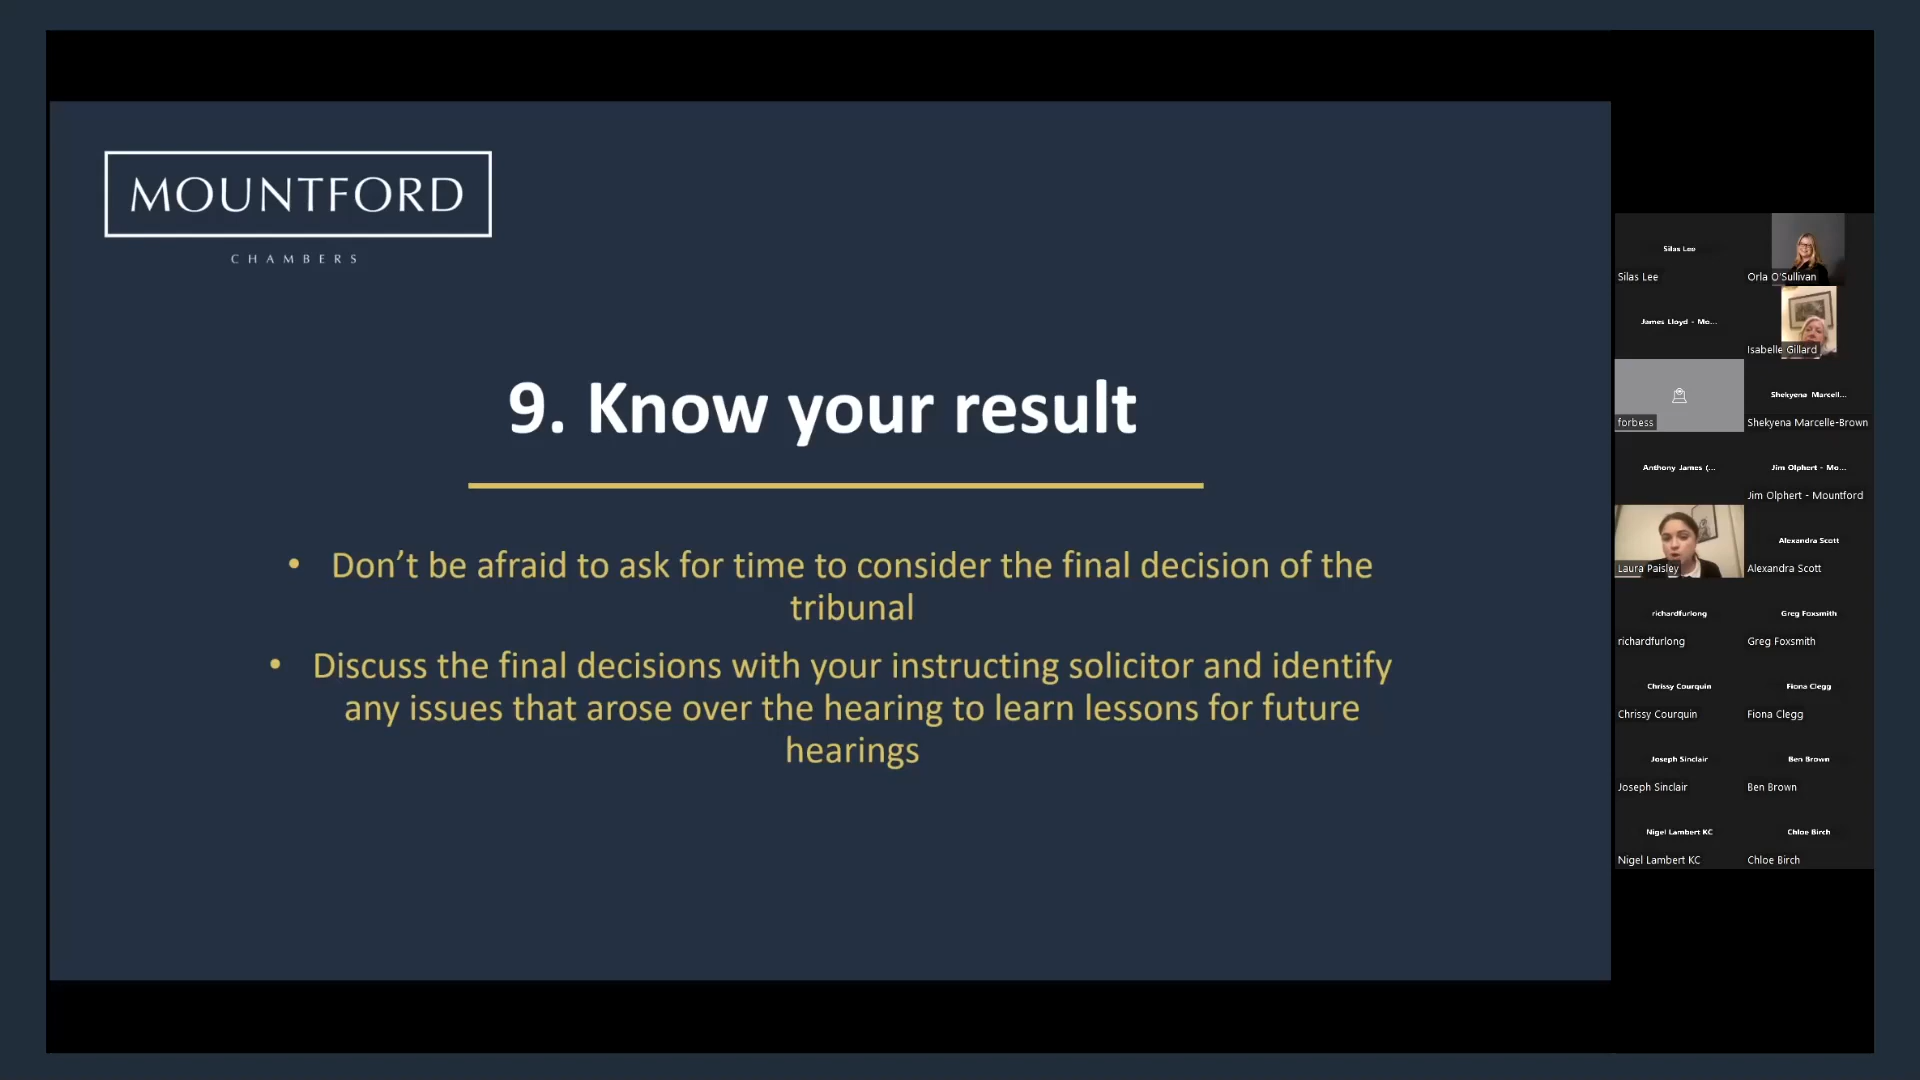 MOUNTFORD
CHAMBERS
9. Know your result
• Don’t be afraid to ask for time to consider the final decision of the
tribunal
• Discuss the final decisions with your instructing solicitor and identify
any issues that arose over the hearing to learn lessons for future
hearings
Silas Lee
Silas Lee
Orla O'Sullivan
James Lloyd - Mo...
Isabelle Gillard
forbess
Shekyena Marcell...
Shekyena Marcelle-Brown
Anthony James (...
Jim Olphert - Mo...
Jim Olphert - Mountford
Laura Paisley
Alexandra Scott
Alexandra Scott
richardfurlong
richardfurlong
Greg Foxsmith
Greg Foxsmith
Chrissy Courquin
Chrissy Courquin
Fiona Clegg
Fiona Clegg
Joseph Sinclair
Joseph Sinclair
Ben Brown
Ben Brown
Nigel Lambert KC
Nigel Lambert KC
Chloe Birch
Chloe Birch